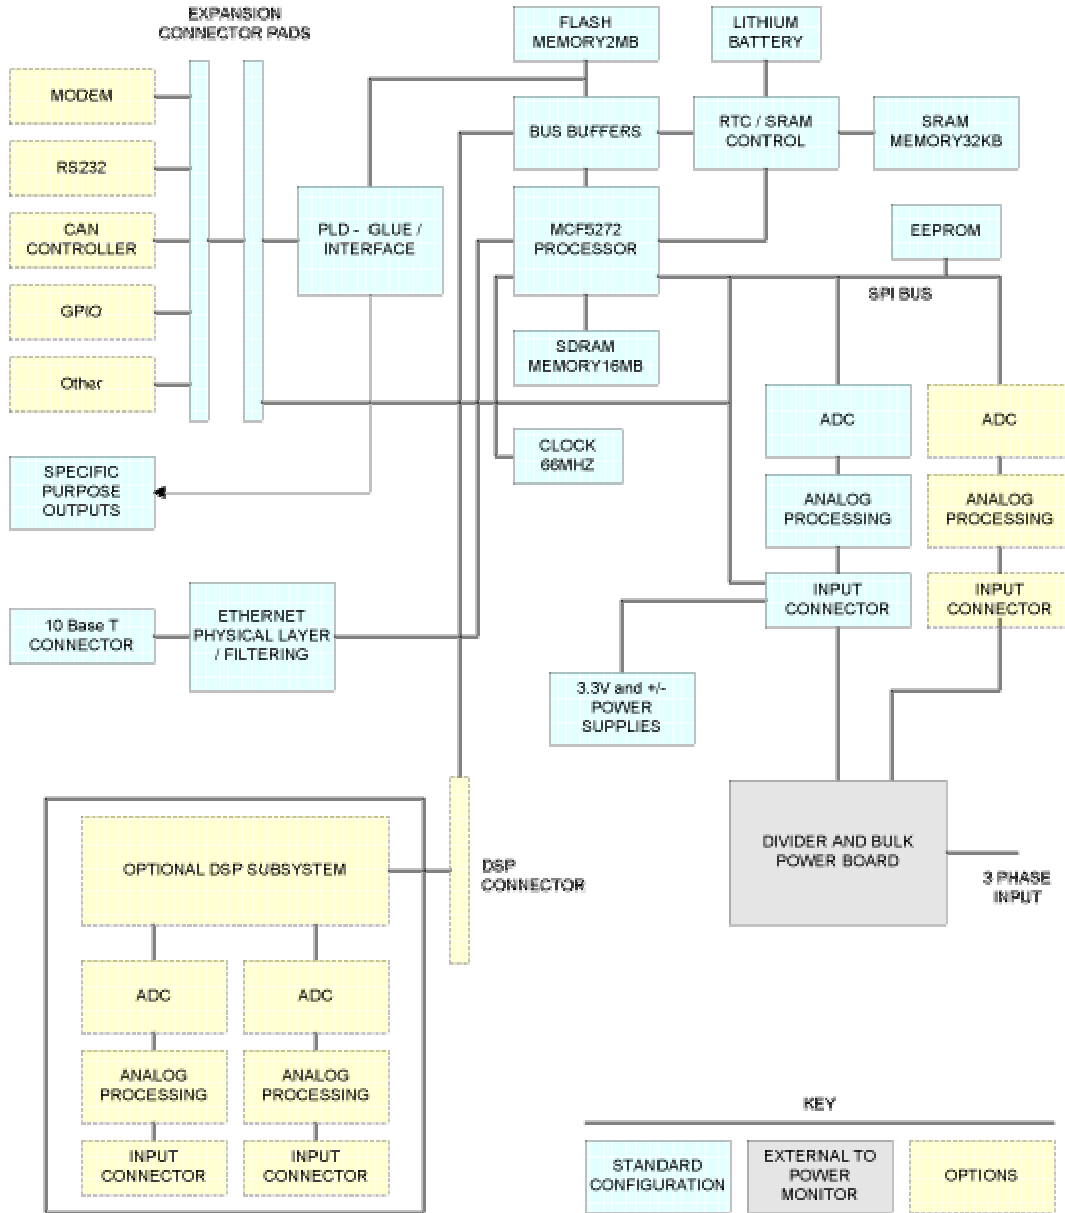 EXPANSION
CONNECTOR PADS
FLASH
MEMORY2MB
LITHIUM
BATTERY
MODEM
BUS BUFFERS
RTC / SRAM
CONTROL
SRAM
MEMORY32KB
RS232
CAN
CONTROLLER
PLD - GLUE /
INTERFACE
MCF5272
PROCESSOR
EEPROM
SPI BUS
GPIO
SDRAM
MEMORY16MB
Other
ADC
ADC
CLOCK
66MHZ
SPECIFIC
PURPOSE
OUTPUTS
ANALOG
PROCESSING
ANALOG
PROCESSING
INPUT
CONNECTOR
INPUT
CONNECTOR
10 Base T
CONNECTOR
ETHERNET
PHYSICAL LAYER
/ FILTERING
3.3V and +/-
POWER
SUPPLIES
DIVIDER AND BULK
POWER BOARD
3 PHASE
INPUT
OPTIONAL DSP SUBSYSTEM
DSP
CONNECTOR
ADC
ADC
ANALOG
PROCESSING
ANALOG
PROCESSING
INPUT
CONNECTOR
INPUT
CONNECTOR
KEY
STANDARD
CONFIGURATION
EXTERNAL TO
POWER
MONITOR
OPTIONS